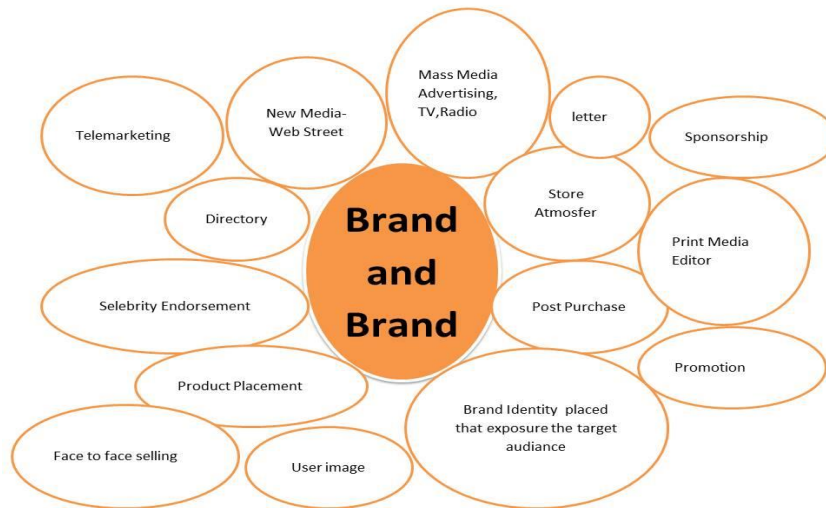 Mass Media
Advertising,
TV,Radio
New Media-
Web Street
letter
Telemarketing
Sponsorship
Store
Atmosfer
Directory
Brand
and
Brand
Print Media
Editor
Selebrity Endorsement
Post Purchase
Promotion
Product Placement
Brand Identity  placed
that exposure the target
audiance
Face to face selling
User image